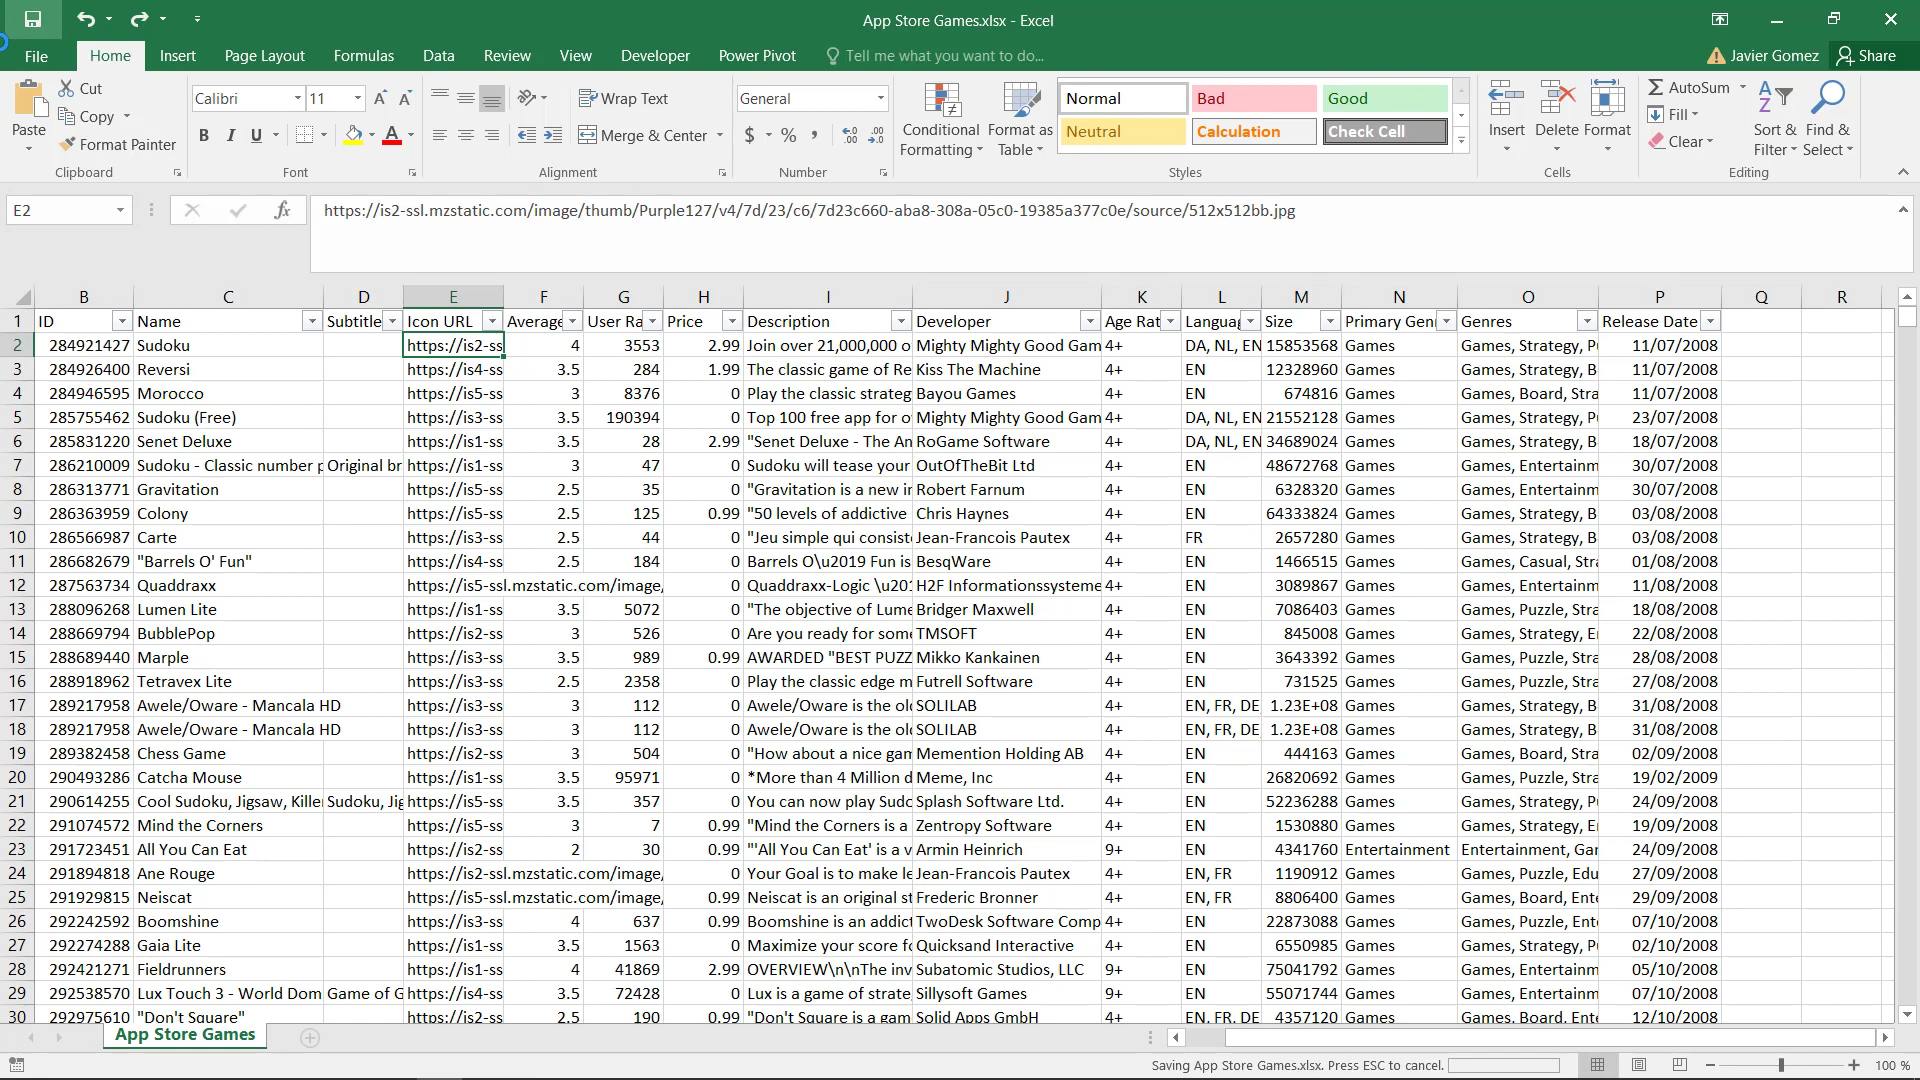 App Store Games.xlsx - Excel
File Home Insert Page Layout Formulas Data Review View Developer Power Pivot Tell me what you want to do... Javier Gomez Share
Paste Cut Copy Format Painter Clipboard
Calibri 11 A A B I U A Font
Wrap Text Merge & Center Alignment
General $ % , Number
Conditional Formatting Format as Table
Normal Bad Good Neutral Calculation Check Cell Styles
Insert Delete Format Cells
AutoSum Fill Clear Sort & Filter Find & Select Editing
E2 fx https://is2-ssl.mzstatic.com/image/thumb/Purple127/v4/7d/23/c6/7d23c660-aba8-308a-05c0-19385a377c0e/source/512x512bb.jpg
B C D E F G H I J K L M N O P Q R
1 ID Name Subtitle Icon URL Average User Ra Price Description Developer Age Rat Languag Size Primary Genr Genres Release Date
2 284921427 Sudoku https://is2-ss 4 3553 2.99 Join over 21,000,000 o Mighty Mighty Good Gam 4+ DA, NL, EN 15853568 Games Games, Strategy, P 11/07/2008
3 284926400 Reversi https://is4-ss 3.5 284 1.99 The classic game of Re Kiss The Machine 4+ EN 12328960 Games Games, Strategy, B 11/07/2008
4 284946595 Morocco https://is5-ss 3 8376 0 Play the classic strateg Bayou Games 4+ EN 674816 Games Games, Board, Stra 11/07/2008
5 285755462 Sudoku (Free) https://is3-ss 3.5 190394 0 Top 100 free app for o Mighty Mighty Good Gam 4+ DA, NL, EN 21552128 Games Games, Strategy, P 23/07/2008
6 285831220 Senet Deluxe https://is1-ss 3.5 28 2.99 "Senet Deluxe - The An RoGame Software 4+ DA, NL, EN 34689024 Games Games, Strategy, B 18/07/2008
7 286210009 Sudoku - Classic number p Original br https://is1-ss 3 47 0 Sudoku will tease your OutOfTheBit Ltd 4+ EN 48672768 Games Games, Entertainm 30/07/2008
8 286313771 Gravitation https://is5-ss 2.5 35 0 "Gravitation is a new ir Robert Farnum 4+ EN 6328320 Games Games, Entertainm 30/07/2008
9 286363959 Colony https://is5-ss 2.5 125 0.99 "50 levels of addictive Chris Haynes 4+ EN 64333824 Games Games, Strategy, B 03/08/2008
10 286566987 Carte https://is3-ss 2.5 44 0 "Jeu simple qui consist Jean-Francois Pautex 4+ FR 2657280 Games Games, Strategy, B 03/08/2008
11 286682679 "Barrels O' Fun" https://is4-ss 2.5 184 0 Barrels O\u2019 Fun is BesqWare 4+ EN 1466515 Games Games, Casual, Stra 01/08/2008
12 287563734 Quaddraxx https://is5-ssl.mzstatic.com/image, 0 Quaddraxx-Logic \u201 H2F Informationssysteme 4+ EN 3089867 Games Games, Entertainm 11/08/2008
13 288096268 Lumen Lite https://is1-ss 3.5 5072 0 "The objective of Lume Bridger Maxwell 4+ EN 7086403 Games Games, Puzzle, Stra 18/08/2008
14 288669794 BubblePop https://is2-ss 3 526 0 Are you ready for some TMSOFT 4+ EN 845008 Games Games, Strategy, E 22/08/2008
15 288689440 Marple https://is3-ss 3.5 989 0.99 AWARDED "BEST PUZZ Mikko Kankainen 4+ EN 3643392 Games Games, Puzzle, Stra 28/08/2008
16 288918962 Tetravex Lite https://is3-ss 2.5 2358 0 Play the classic edge m Futrell Software 4+ EN 731525 Games Games, Puzzle, Stra 27/08/2008
17 289217958 Awele/Oware - Mancala HD https://is3-ss 3 112 0 Awele/Oware is the old SOLILAB 4+ EN, FR, DE 1.23E+08 Games Games, Strategy, B 31/08/2008
18 289217958 Awele/Oware - Mancala HD https://is3-ss 3 112 0 Awele/Oware is the old SOLILAB 4+ EN, FR, DE 1.23E+08 Games Games, Strategy, B 31/08/2008
19 289382458 Chess Game https://is2-ss 3 504 0 "How about a nice gam Memention Holding AB 4+ EN 444163 Games Games, Board, Stra 02/09/2008
20 290493286 Catcha Mouse https://is1-ss 3.5 95971 0 *More than 4 Million d Meme, Inc 4+ EN 26820692 Games Games, Puzzle, Stra 19/02/2009
21 290614255 Cool Sudoku, Jigsaw, Killer Sudoku, Jig https://is5-ss 3.5 357 0 You can now play Sudo Splash Software Ltd. 4+ EN 52236288 Games Games, Strategy, P 24/09/2008
22 291074572 Mind the Corners https://is5-ss 3 7 0.99 "Mind the Corners is a Zentropy Software 4+ EN 1530880 Games Games, Strategy, E 19/09/2008
23 291723451 All You Can Eat https://is2-ss 2 30 0.99 "'All You Can Eat' is a v Armin Heinrich 9+ EN 4341760 Entertainment Entertainment, Gar 24/09/2008
24 291894818 Ane Rouge https://is2-ssl.mzstatic.com/image, 0 Your Goal is to make le Jean-Francois Pautex 4+ EN, FR 1190912 Games Games, Puzzle, Edu 27/09/2008
25 291929815 Neiscat https://is5-ssl.mzstatic.com/image, 0.99 Neiscat is an original st Frederic Bronner 4+ EN, FR 8806400 Games Games, Board, Ente 29/09/2008
26 292242592 Boomshine https://is3-ss 4 637 0.99 Boomshine is an addict TwoDesk Software Comp 4+ EN 22873088 Games Games, Puzzle, Ente 07/10/2008
27 292274288 Gaia Lite https://is1-ss 3.5 1563 0 Maximize your score fo Quicksand Interactive 4+ EN 6550985 Games Games, Strategy, P 02/10/2008
28 292421271 Fieldrunners https://is1-ss 4 41869 2.99 OVERVIEW\n\nThe inv Subatomic Studios, LLC 9+ EN 75041792 Games Games, Entertainm 05/10/2008
29 292538570 Lux Touch 3 - World Dom Game of G https://is4-ss 3.5 72428 0 Lux is a game of strate Sillysoft Games 9+ EN 55071744 Games Games, Entertainm 07/10/2008
30 292975610 "Don't Square" https://is2-ss 2.5 190 0.99 "Don't Square is a gam Solid Apps GmbH 4+ EN, FR, DE 4357120 Games Games, Board, Ente 12/10/2008
App Store Games
Saving App Store Games.xlsx. Press ESC to cancel. 100 %